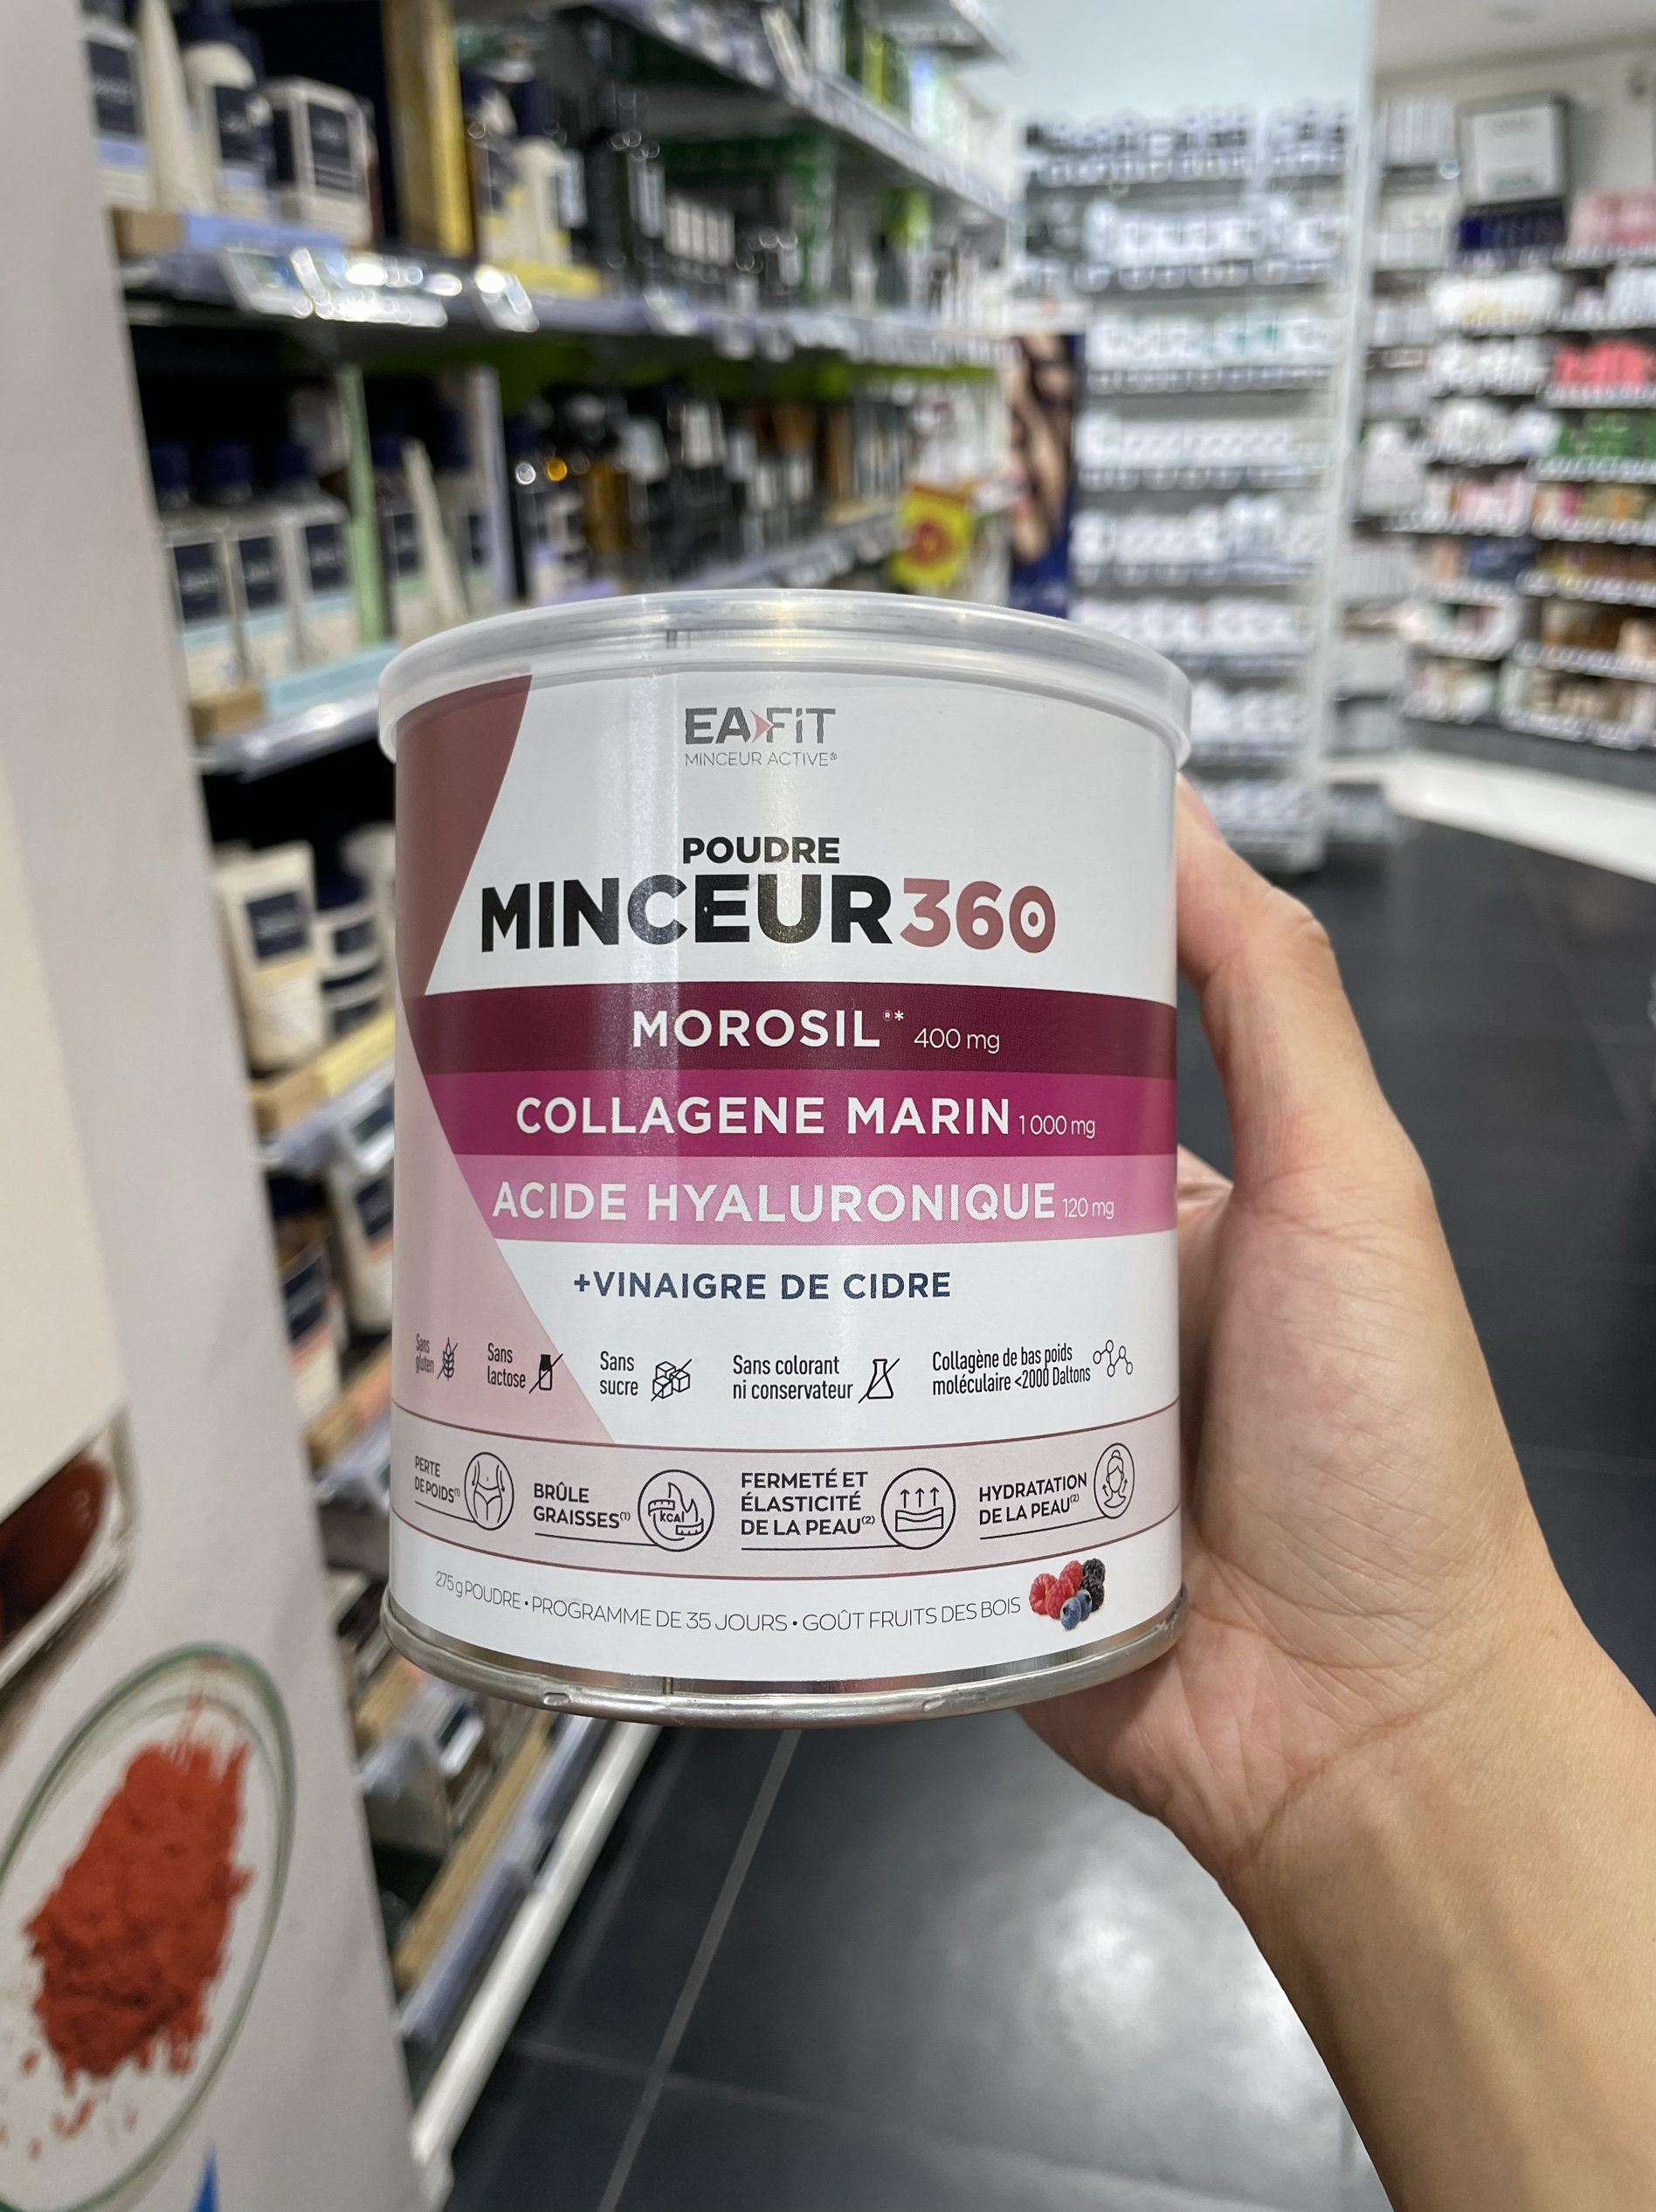 EAFIT
MINCEUR ACTIVE®
POUDRE
MINCEUR360
MOROSIL®* 400 mg
COLLAGENE MARIN 1000 mg
ACIDE HYALURONIQUE 120 mg
+VINAIGRE DE CIDRE
Sans
gluten
Sans
lactose
Sans
sucre
Sans colorant
ni conservateur
Collagène de bas poids
moléculaire <2000 Daltons
PERTE
DE POIDS(1)
BRÛLE
GRAISSES(1)
kcal
FERMETÉ ET
ÉLASTICITÉ
DE LA PEAU(2)
HYDRATATION
DE LA PEAU(2)
275 g POUDRE • PROGRAMME DE 35 JOURS • GOÛT FRUITS DES BOIS